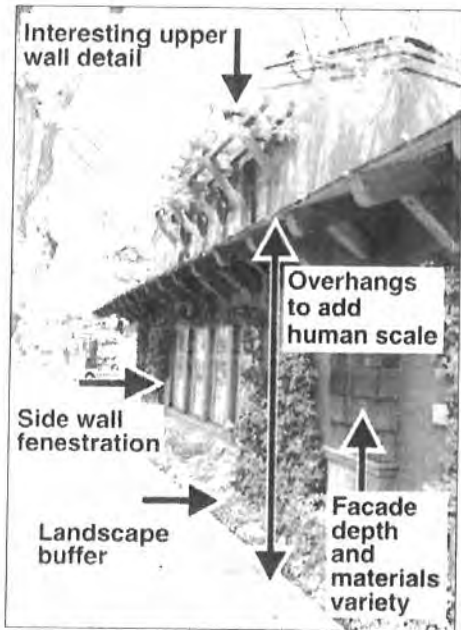 Interesting upper
wall detail
Overhangs
to add
human scale
Side wall
fenestration
Landscape
buffer
Facade
depth
and
materials
variety